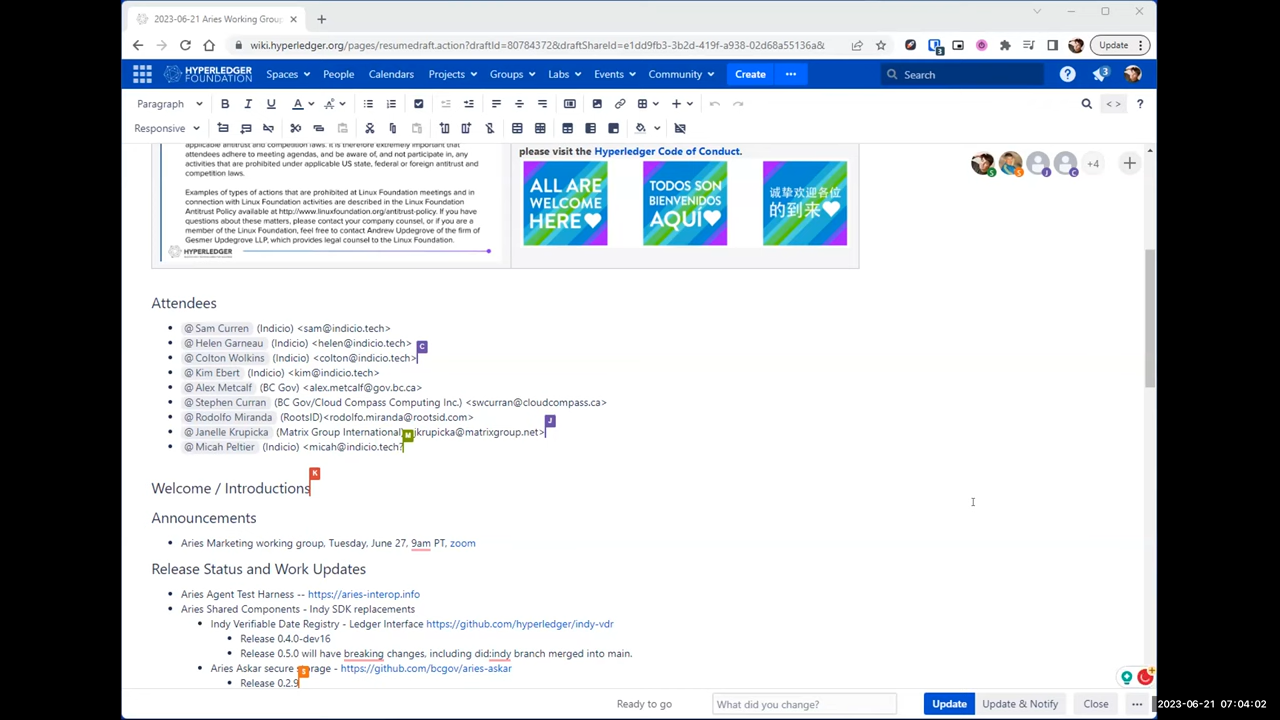 2023-06-21 Aries Working Grou
wiki.hyperledger.org/pages/resumedraft.action?draftId=80784372&draftShareId=e1dd9fb3-3b2d-419f-a938-02d68a55136a&
3
Update
HYPERLEDGER FOUNDATION
Spaces People Calendars Projects Groups Labs Events Community Create ••• Search 3
Paragraph B I U A
Responsive
applicable antitrust and competition laws. It is therefore extremely important that
attendees adhere to meeting agendas, and be aware of, and not participate in, any
activities that are prohibited under applicable US state, federal or foreign antitrust and
competition laws.
Examples of types of actions that are prohibited at Linux Foundation meetings and in
connection with Linux Foundation activities are described in the Linux Foundation
Antitrust Policy available at http://www.linuxfoundation.org/antitrust-policy. If you have
questions about these matters, please contact your company counsel, or if you are a
member of the Linux Foundation, feel free to contact Andrew Updegrove of the firm of
Gesmer Updegrove LLP, which provides legal counsel to the Linux Foundation.
HYPERLEDGER
please visit the Hyperledger Code of Conduct.
ALL ARE
WELCOME
HERE
TODOS SON
BIENVENIDOS
AQUÍ
诚挚欢迎各位
的到来
S S J C +4
Attendees
@ Sam Curren (Indicio) <sam@indicio.tech>
@ Helen Garneau (Indicio) <helen@indicio.tech>
C
@ Colton Wolkins (Indicio) <colton@indicio.tech>
@ Kim Ebert (Indicio) <kim@indicio.tech>
@ Alex Metcalf (BC Gov) <alex.metcalf@gov.bc.ca>
@ Stephen Curran (BC Gov/Cloud Compass Computing Inc.) <swcurran@cloudcompass.ca>
@ Rodolfo Miranda (RootsID)<rodolfo.miranda@rootsid.com>
J
@ Janelle Krupicka (Matrix Group International) jkrupicka@matrixgroup.net>
M
@ Micah Peltier (Indicio) <micah@indicio.tech?
K
Welcome / Introductions
Announcements
Aries Marketing working group, Tuesday, June 27, 9am PT, zoom
Release Status and Work Updates
Aries Agent Test Harness -- https://aries-interop.info
Aries Shared Components - Indy SDK replacements
Indy Verifiable Date Registry - Ledger Interface https://github.com/hyperledger/indy-vdr
Release 0.4.0-dev16
Release 0.5.0 will have breaking changes, including did:indy branch merged into main.
Aries Askar secure storage - https://github.com/bcgov/aries-askar
S
Release 0.2.9
Ready to go What did you change? Update Update & Notify Close •••
2023-06-21 07:04:02